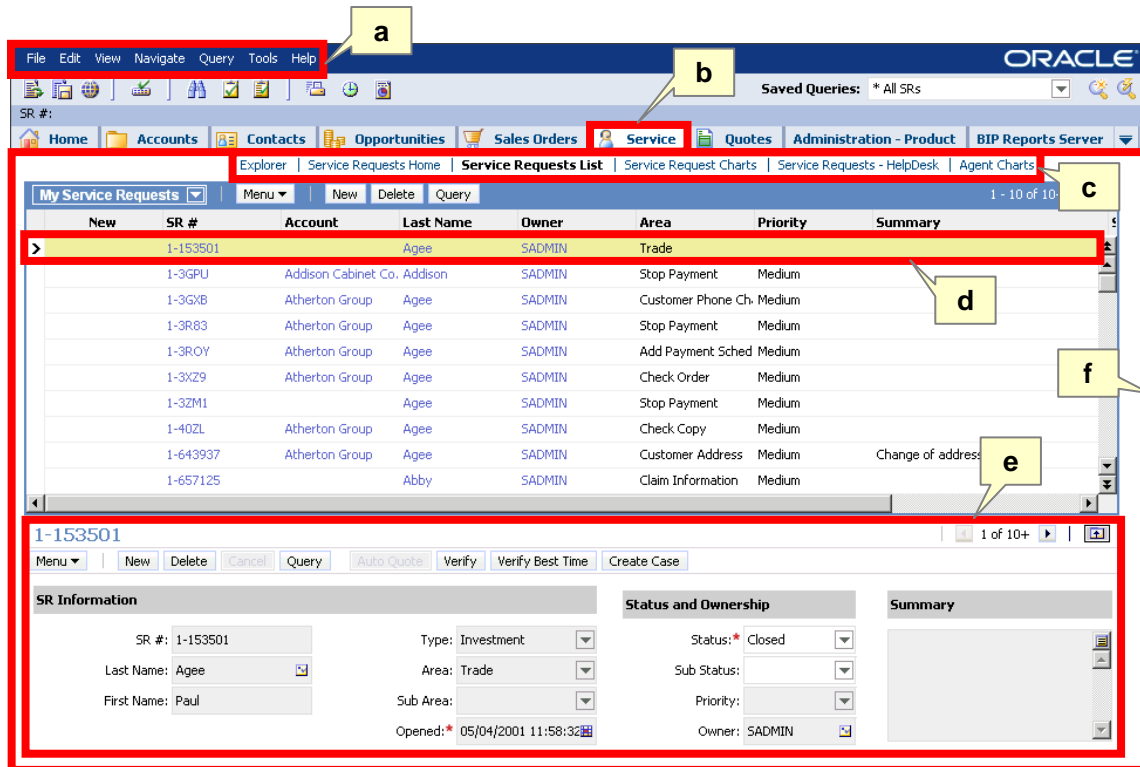 a
File Edit View Navigate Query Tools Help
ORACLE
b
Saved Queries: * All SRs
SR #:
Home Accounts Contacts Opportunities Sales Orders Service Quotes Administration - Product BIP Reports Server
Explorer | Service Requests Home | Service Requests List | Service Request Charts | Service Requests - HelpDesk | Agent Charts
c
My Service Requests Menu New Delete Query 1 - 10 of 10
New SR # Account Last Name Owner Area Priority Summary
1-153501 Agee SADMIN Trade
1-3GPU Addison Cabinet Co. Addison SADMIN Stop Payment Medium
d
1-3GXB Atherton Group Agee SADMIN Customer Phone Ch Medium
1-3R83 Atherton Group Agee SADMIN Stop Payment Medium
1-3ROY Atherton Group Agee SADMIN Add Payment Sched Medium
f
1-3XZ9 Atherton Group Agee SADMIN Check Order Medium
1-3ZM1 Agee SADMIN Stop Payment Medium
1-40ZL Atherton Group Agee SADMIN Check Copy Medium
1-643937 Atherton Group Agee SADMIN Customer Address Medium Change of address
e
1-657125 Abby SADMIN Claim Information Medium
1-153501 1 of 10+
Menu New Delete Cancel Query Auto Quote Verify Verify Best Time Create Case
SR Information Status and Ownership Summary
SR #: 1-153501 Type: Investment Status:* Closed
Last Name: Agee Area: Trade Sub Status:
First Name: Paul Sub Area: Priority:
Opened:* 05/04/2001 11:58:32 Owner: SADMIN